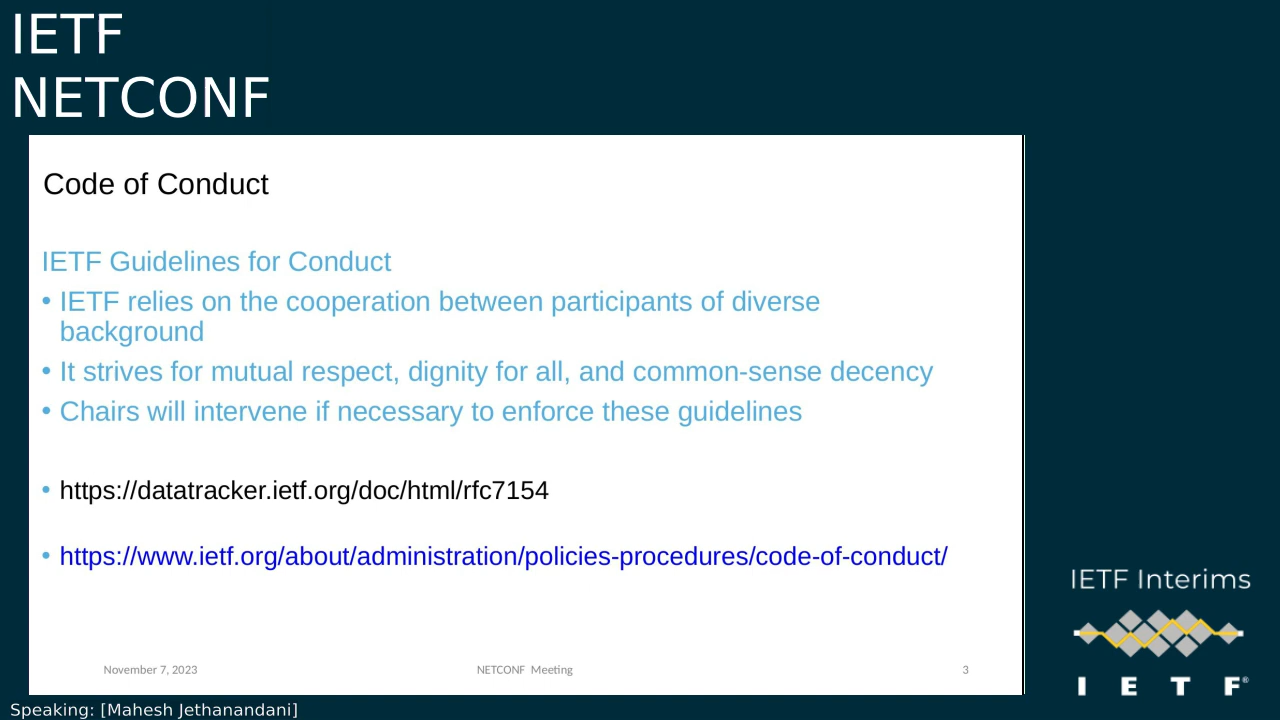 IETF
NETCONF
Code of Conduct
IETF Guidelines for Conduct
• IETF relies on the cooperation between participants of diverse
background
• It strives for mutual respect, dignity for all, and common-sense decency
• Chairs will intervene if necessary to enforce these guidelines
• https://datatracker.ietf.org/doc/html/rfc7154
• https://www.ietf.org/about/administration/policies-procedures/code-of-conduct/
November 7, 2023 NETCONF Meeting 3
IETF Interims
I E T F®
Speaking: [Mahesh Jethanandani]